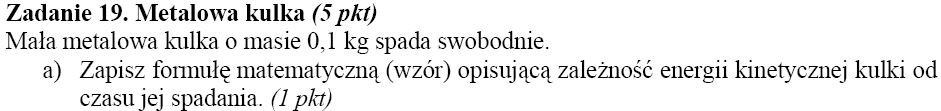 Zadanie 19. Metalowa kulka (5 pkt)
Mała metalowa kulka o masie 0,1 kg spada swobodnie.
a) Zapisz formułę matematyczną (wzór) opisującą zależność energii kinetycznej kulki od
czasu jej spadania. (1 pkt)